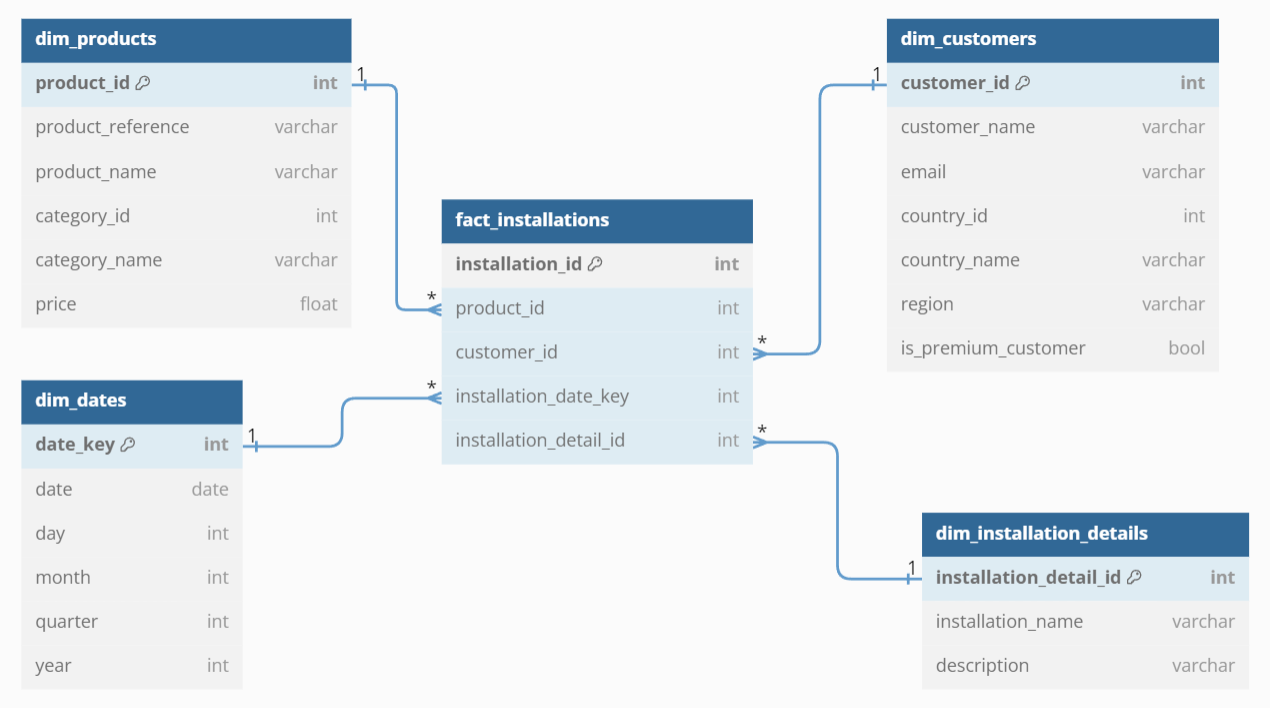 dim_products
product_id int
product_reference varchar
product_name varchar
category_id int
category_name varchar
price float
dim_customers
customer_id int
customer_name varchar
email varchar
country_id int
country_name varchar
region varchar
is_premium_customer bool
fact_installations
installation_id int
product_id int
customer_id int
installation_date_key int
installation_detail_id int
dim_dates
date_key int
date date
day int
month int
quarter int
year int
dim_installation_details
installation_detail_id int
installation_name varchar
description varchar
1
*
1
*
1
*
1
*